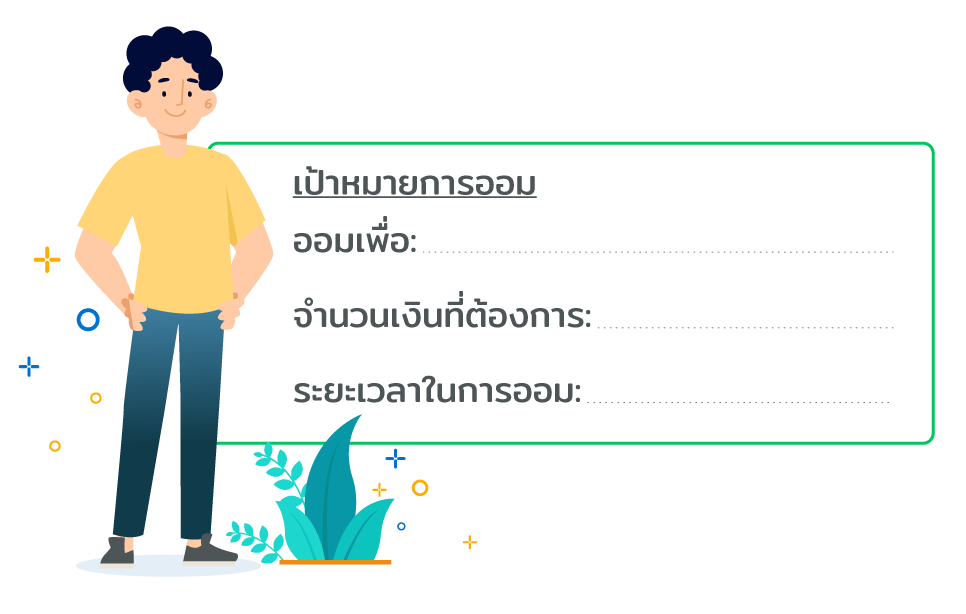 เป้าหมายการออม
ออมเพื่อ:
จำนวนเงินที่ต้องการ:
ระยะเวลาในการออม: